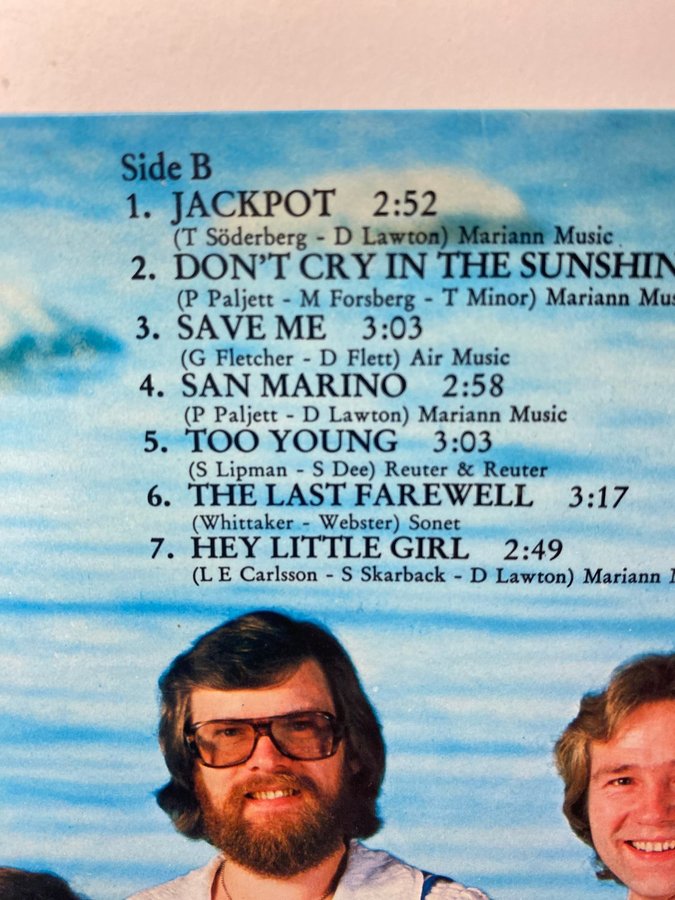 Side B
1. JACKPOT 2:52
(T Söderberg - D Lawton) Mariann Music
2. DON'T CRY IN THE SUNSHIN
(P Paljett - M Forsberg - T Minor) Mariann Mus
3. SAVE ME 3:03
(G Fletcher - D Flett) Air Music
4. SAN MARINO 2:58
(P Paljett - D Lawton) Mariann Music
5. TOO YOUNG 3:03
(S Lipman - S Dee) Reuter & Reuter
6. THE LAST FAREWELL 3:17
(Whittaker - Webster) Sonet
7. HEY LITTLE GIRL 2:49
(L E Carlsson - S Skarback - D Lawton) Mariann